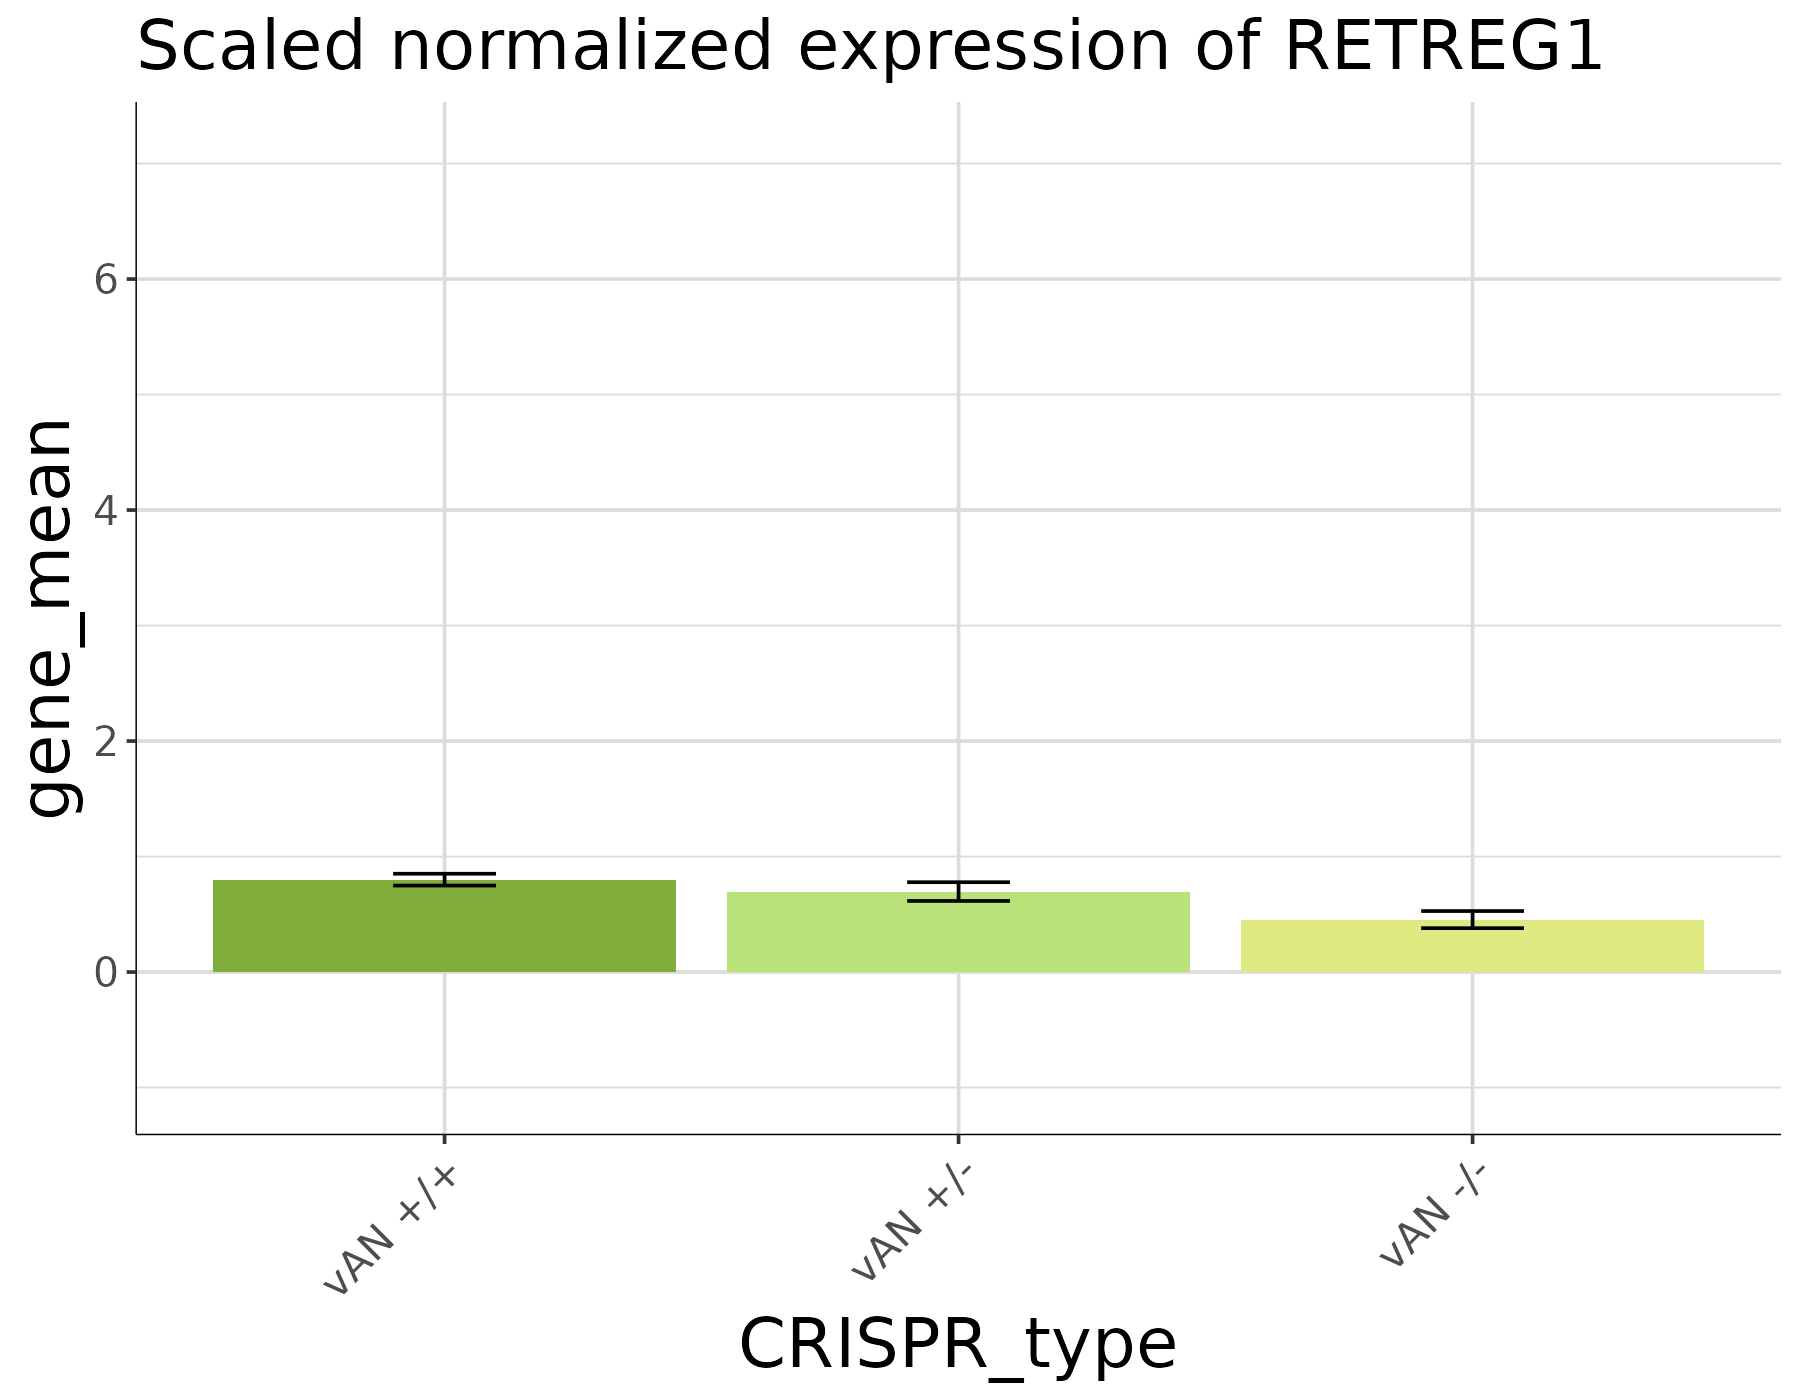 Scaled normalized expression of RETREG1
gene_mean
6
4
2
0
vAN +/+
vAN +/-
vAN -/-
CRISPR_type